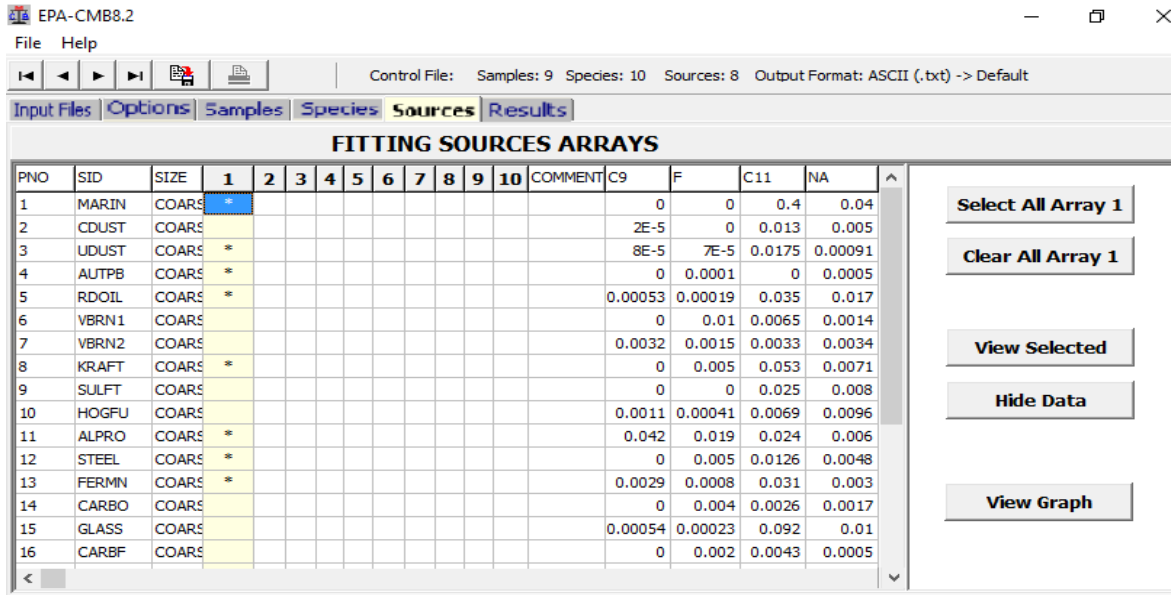 EPA-CMB8.2
File Help
Control File: Samples: 9 Species: 10 Sources: 8 Output Format: ASCII (.txt) -> Default
Input Files Options Samples Species Sources Results
FITTING SOURCES ARRAYS
PNO SID SIZE 1 2 3 4 5 6 7 8 9 10 COMMENT C9 F C11 NA
1 MARIN COARS * 0 0 0.4 0.04
2 CDUST COARS 2E-5 0 0.013 0.005
3 UDUST COARS * 8E-5 7E-5 0.0175 0.00091
4 AUTPB COARS * 0 0.0001 0 0.0005
5 RDOIL COARS * 0.00053 0.00019 0.035 0.017
6 VBRN1 COARS 0 0.01 0.0065 0.0014
7 VBRN2 COARS 0.0032 0.0015 0.0033 0.0034
8 KRAFT COARS * 0 0.005 0.053 0.0071
9 SULFT COARS 0 0 0.025 0.008
10 HOGFU COARS 0.0011 0.00041 0.0069 0.0096
11 ALPRO COARS * 0.042 0.019 0.024 0.006
12 STEEL COARS * 0 0.005 0.0126 0.0048
13 FERMN COARS * 0.0029 0.0008 0.031 0.003
14 CARBO COARS 0 0.004 0.0026 0.0017
15 GLASS COARS 0.00054 0.00023 0.092 0.01
16 CARBF COARS 0 0.002 0.0043 0.0005
Select All Array 1
Clear All Array 1
View Selected
Hide Data
View Graph